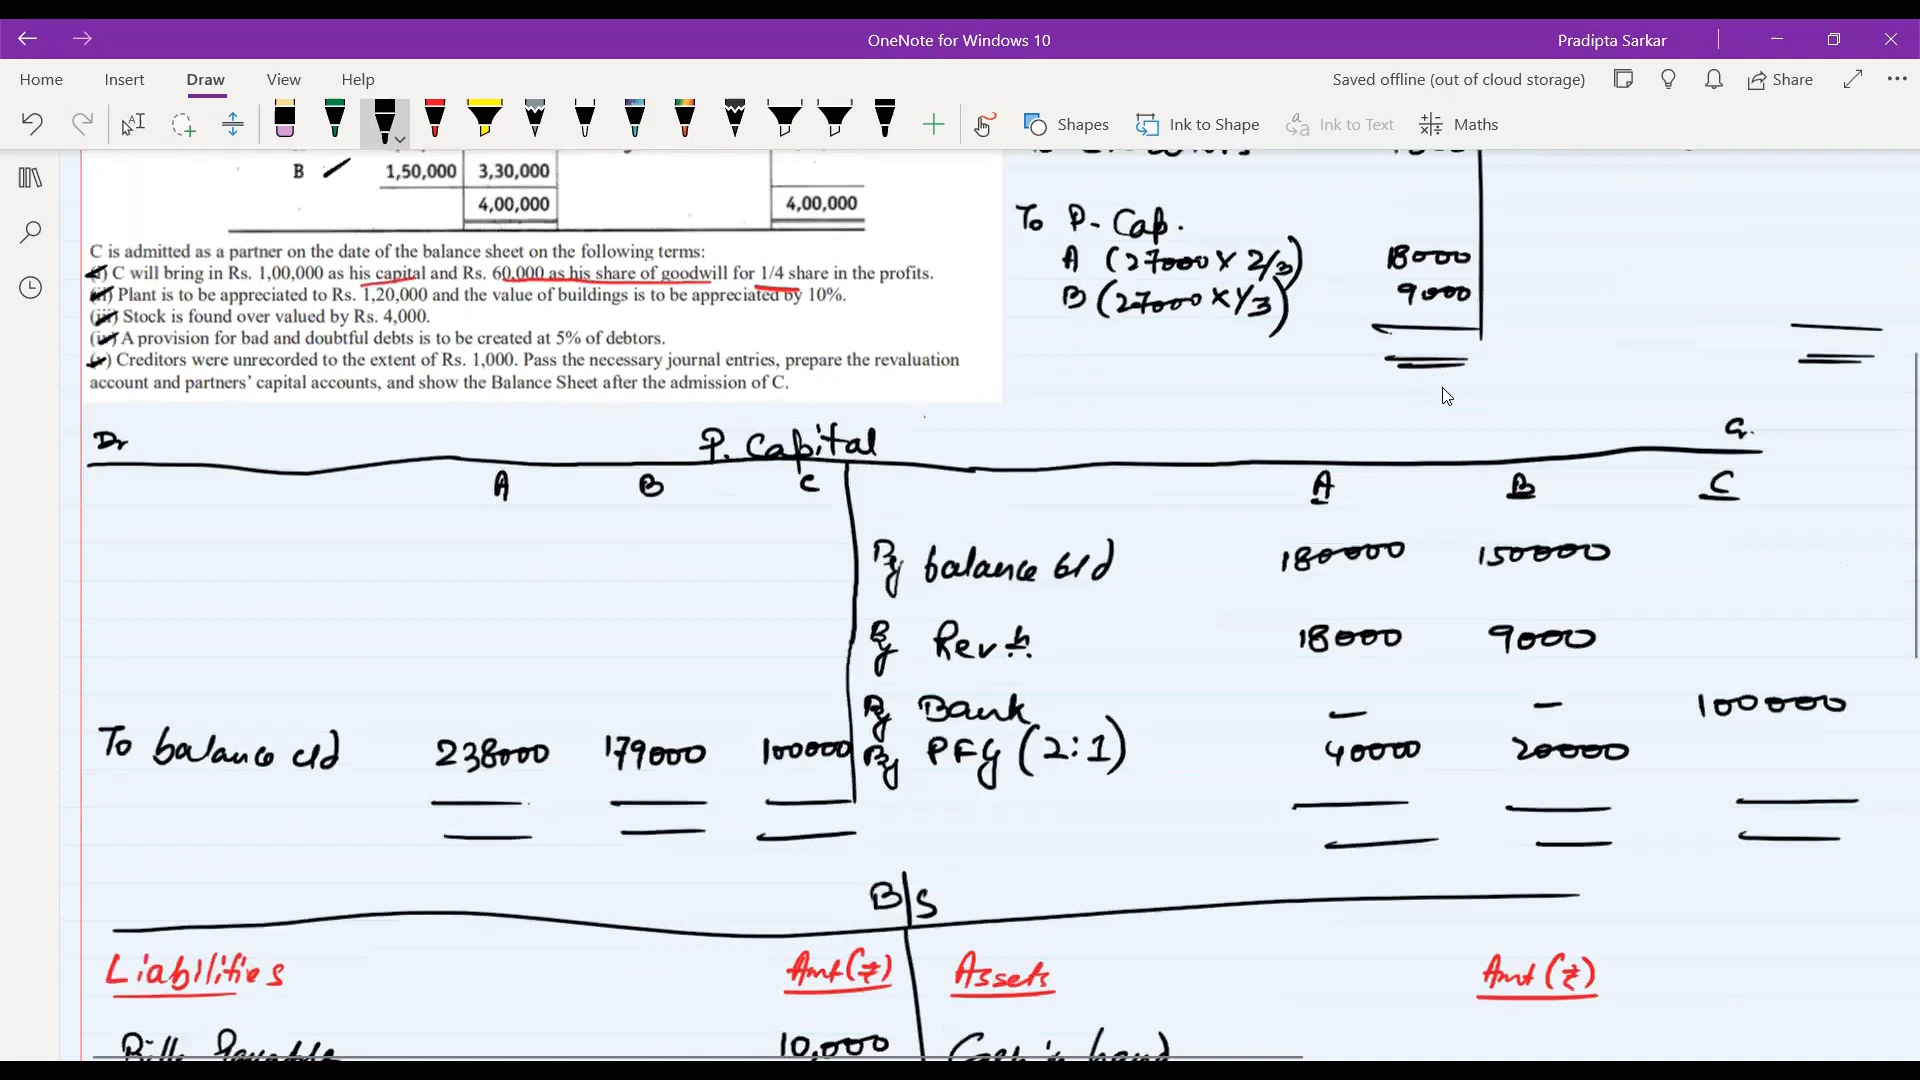 OneNote for Windows 10
Pradipta Sarkar
Home Insert Draw View Help
Saved offline (out of cloud storage)
Share
Shapes
Ink to Shape
Ink to Text
Maths
B 1,50,000 3,30,000
4,00,000 4,00,000
C is admitted as a partner on the date of the balance sheet on the following terms:
(i) C will bring in Rs. 1,00,000 as his capital and Rs. 60,000 as his share of goodwill for 1/4 share in the profits.
(ii) Plant is to be appreciated to Rs. 1,20,000 and the value of buildings is to be appreciated by 10%.
(iii) Stock is found over valued by Rs. 4,000.
(iv) A provision for bad and doubtful debts is to be created at 5% of debtors.
(v) Creditors were unrecorded to the extent of Rs. 1,000. Pass the necessary journal entries, prepare the revaluation
account and partners' capital accounts, and show the Balance Sheet after the admission of C.
To P. Cap.
A (27000 X 2/3) 18000
B (27000 X 1/3) 9000
Dr P. Capital Cr.
A B C A B C
By balance b/d 180000 150000
By Rev. 18000 9000
By Bank — — 100000
To balance c/d 238000 179000 100000 By PFG (2:1) 40000 20000
B/S
Liabilities Amt(₹) Assets Amt(₹)
Bills Payable 10,000 Cash in hand